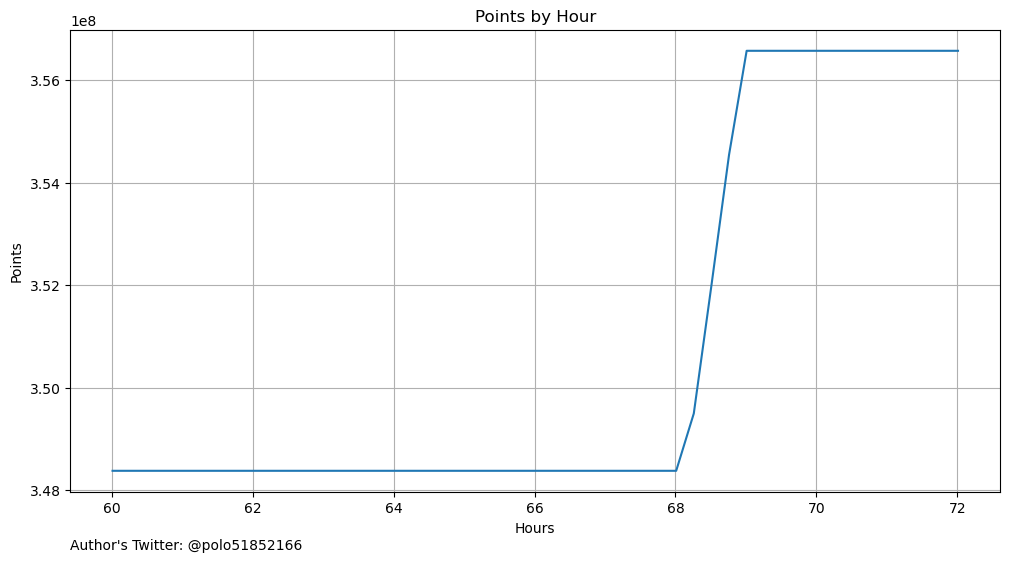 Points by Hour
1e8
3.56
3.54
3.52
3.50
3.48
Points
60 62 64 66 68 70 72
Hours
Author's Twitter: @polo51852166